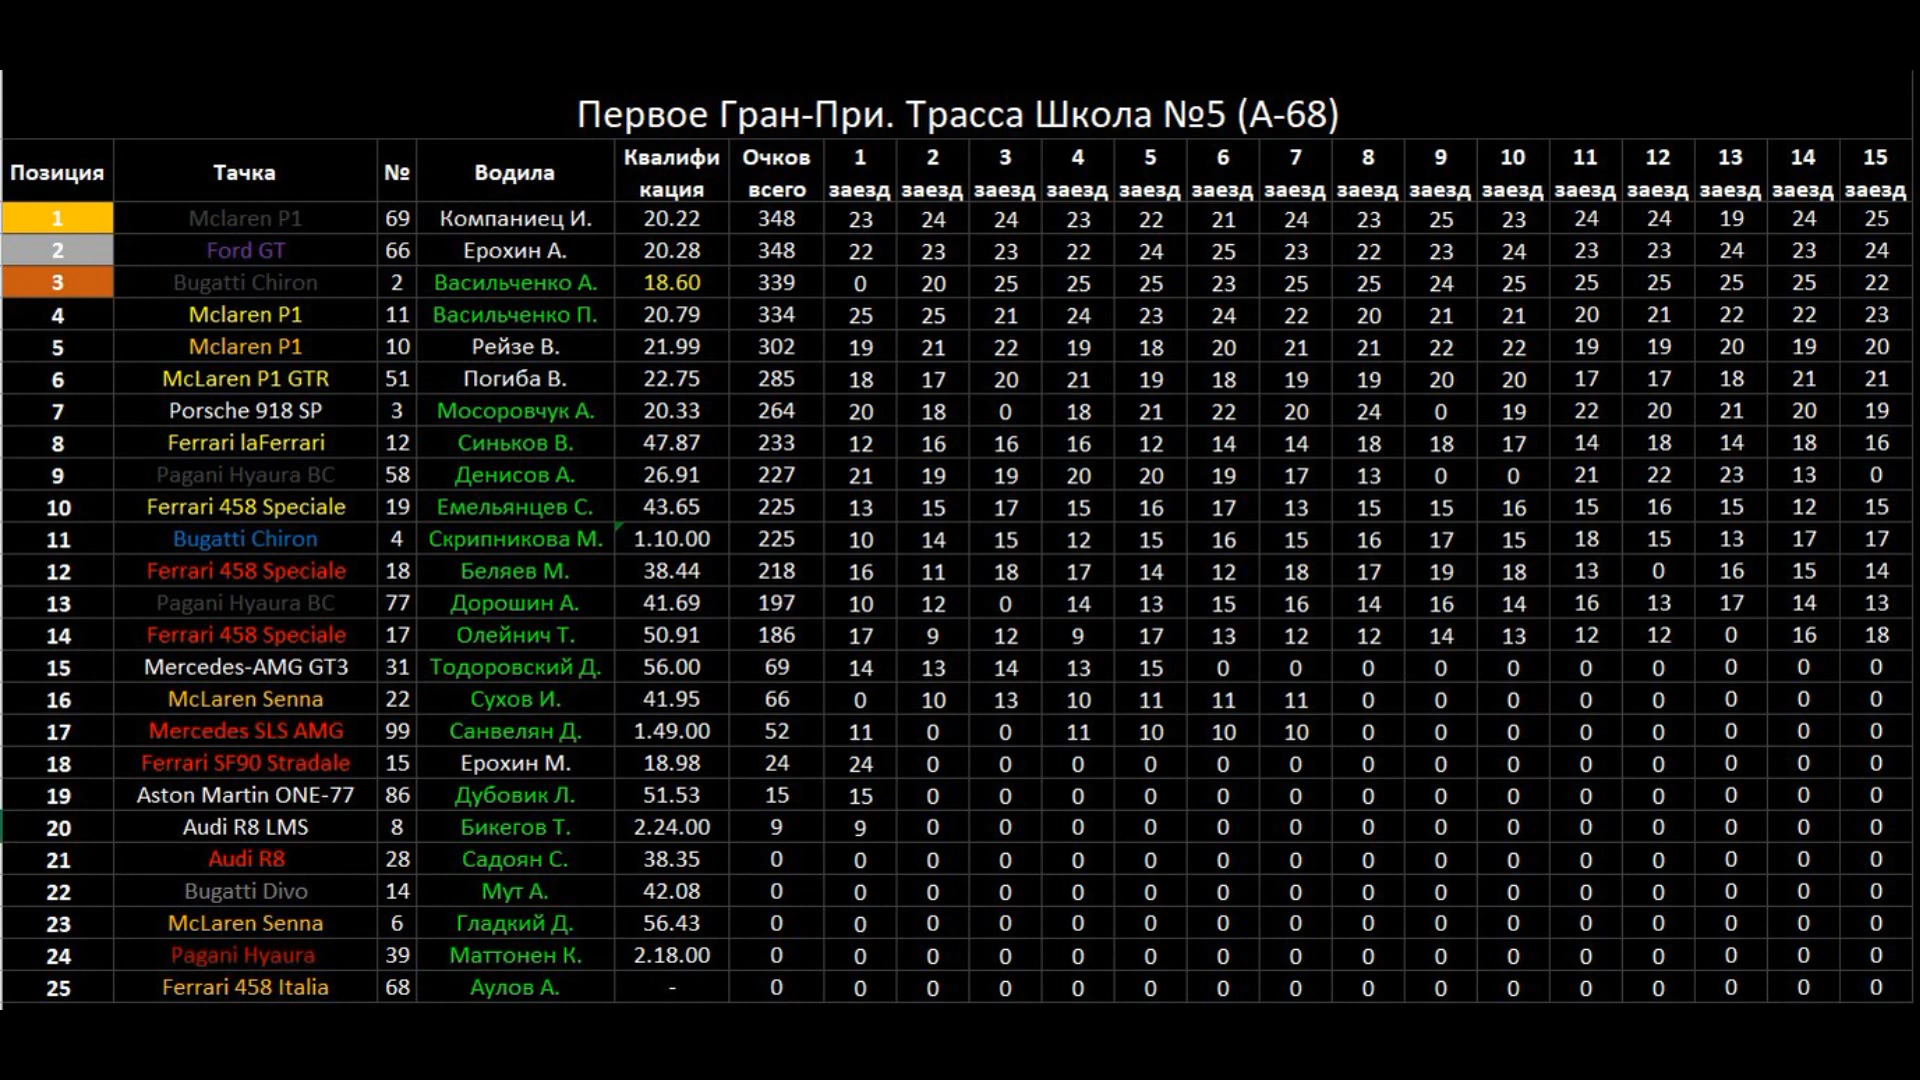 Первое Гран-При. Трасса Школа №5 (А-68)
Позиция Тачка № Водила Квалификация Очков всего 1 заезд 2 заезд 3 заезд 4 заезд 5 заезд 6 заезд 7 заезд 8 заезд 9 заезд 10 заезд 11 заезд 12 заезд 13 заезд 14 заезд 15 заезд
1 Mclaren P1 69 Компаниец И. 20.22 348 23 24 24 23 22 21 24 23 25 23 24 24 19 24 25
2 Ford GT 66 Ерохин А. 20.28 348 22 23 23 22 24 25 23 22 23 24 23 23 24 23 24
3 Bugatti Chiron 2 Васильченко А. 18.60 339 0 20 25 25 25 23 25 25 24 25 25 25 25 25 22
4 Mclaren P1 11 Васильченко П. 20.79 334 25 25 21 24 23 24 22 20 21 21 20 21 22 22 23
5 Mclaren P1 10 Рейзе В. 21.99 302 19 21 22 19 18 20 21 21 22 22 19 19 20 19 20
6 McLaren P1 GTR 51 Погиба В. 22.75 285 18 17 20 21 19 18 19 19 20 20 17 17 18 21 21
7 Porsche 918 SP 3 Мосоровчук А. 20.33 264 20 18 0 18 21 22 20 24 0 19 22 20 21 20 19
8 Ferrari laFerrari 12 Синьков В. 47.87 233 12 16 16 16 12 14 14 18 18 17 14 18 14 18 16
9 Pagani Hyaura BC 58 Денисов А. 26.91 227 21 19 19 20 20 19 17 13 0 0 21 22 23 13 0
10 Ferrari 458 Speciale 19 Емельянцев С. 43.65 225 13 15 17 15 16 17 13 15 15 16 15 16 15 12 15
11 Bugatti Chiron 4 Скрипникова М. 1.10.00 225 10 14 15 12 15 16 15 16 17 15 18 15 13 17 17
12 Ferrari 458 Speciale 18 Беляев М. 38.44 218 16 11 18 17 14 12 18 17 19 18 13 0 16 15 14
13 Pagani Hyaura BC 77 Дорошин А. 41.69 197 10 12 0 14 13 15 16 14 16 14 16 13 17 14 13
14 Ferrari 458 Speciale 17 Олейнич Т. 50.91 186 17 9 12 9 17 13 12 12 14 13 12 12 0 16 18
15 Mercedes-AMG GT3 31 Тодоровский Д. 56.00 69 14 13 14 13 15 0 0 0 0 0 0 0 0 0 0
16 McLaren Senna 22 Сухов И. 41.95 66 0 10 13 10 11 11 11 0 0 0 0 0 0 0 0
17 Mercedes SLS AMG 99 Санвелян Д. 1.49.00 52 11 0 0 11 10 10 10 0 0 0 0 0 0 0 0
18 Ferrari SF90 Stradale 15 Ерохин М. 18.98 24 24 0 0 0 0 0 0 0 0 0 0 0 0 0 0
19 Aston Martin ONE-77 86 Дубовик Л. 51.53 15 15 0 0 0 0 0 0 0 0 0 0 0 0 0 0
20 Audi R8 LMS 8 Бикегов Т. 2.24.00 9 9 0 0 0 0 0 0 0 0 0 0 0 0 0 0
21 Audi R8 28 Садоян С. 38.35 0 0 0 0 0 0 0 0 0 0 0 0 0 0 0 0
22 Bugatti Divo 14 Мут А. 42.08 0 0 0 0 0 0 0 0 0 0 0 0 0 0 0 0
23 McLaren Senna 6 Гладкий Д. 56.43 0 0 0 0 0 0 0 0 0 0 0 0 0 0 0 0
24 Pagani Hyaura 39 Маттонен К. 2.18.00 0 0 0 0 0 0 0 0 0 0 0 0 0 0 0 0
25 Ferrari 458 Italia 68 Аулов А. - 0 0 0 0 0 0 0 0 0 0 0 0 0 0 0 0